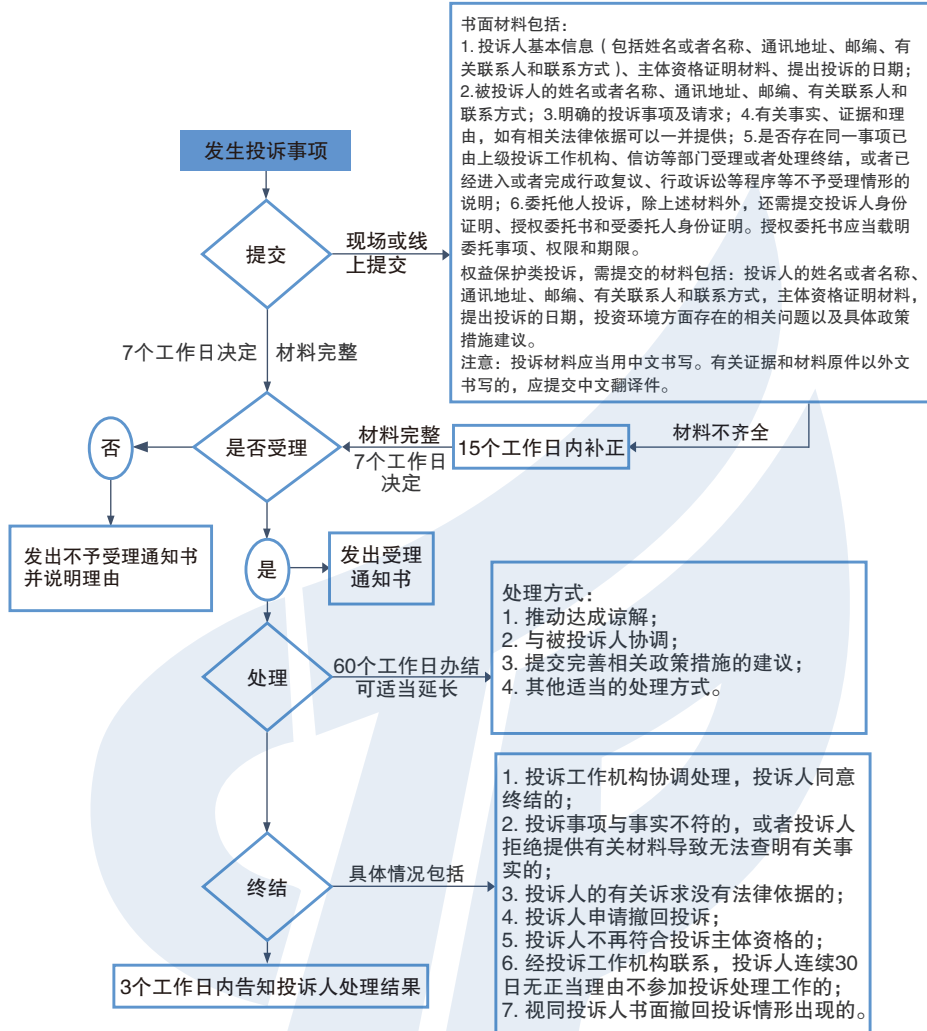 书面材料包括：
1. 投诉人基本信息（包括姓名或者名称、通讯地址、邮编、有
关联系人和联系方式）、主体资格证明材料、提出投诉的日期；
2.被投诉人的姓名或者名称、通讯地址、邮编、有关联系人和
联系方式；3.明确的投诉事项及请求；4.有关事实、证据和理
由，如有相关法律依据可以一并提供；5.是否存在同一事项已
由上级投诉工作机构、信访等部门受理或者处理终结，或者已
经进入或者完成行政复议、行政诉讼等程序等不予受理情形的
说明；6.委托他人投诉，除上述材料外，还需提交投诉人身份
证明、授权委托书和受委托人身份证明。授权委托书应当载明
委托事项、权限和期限。
权益保护类投诉，需提交的材料包括：投诉人的姓名或者名称、
通讯地址、邮编、有关联系人和联系方式，主体资格证明材料，
提出投诉的日期，投资环境方面存在的相关问题以及具体政策
措施建议。
注意：投诉材料应当用中文书写。有关证据和材料原件以外文
书写的，应提交中文翻译件。
发生投诉事项
提交
现场或线
上提交
7个工作日决定
材料完整
否
是否受理
材料完整
7个工作日
决定
15个工作日内补正
材料不齐全
发出不予受理通知书
并说明理由
是
发出受理
通知书
处理
60个工作日办结
可适当延长
处理方式：
1. 推动达成谅解；
2. 与被投诉人协调；
3. 提交完善相关政策措施的建议；
4. 其他适当的处理方式。
终结
具体情况包括
1. 投诉工作机构协调处理，投诉人同意
终结的；
2. 投诉事项与事实不符的，或者投诉人
拒绝提供有关材料导致无法查明有关事
实的；
3. 投诉人的有关诉求没有法律依据的；
4. 投诉人申请撤回投诉；
5. 投诉人不再符合投诉主体资格的；
6. 经投诉工作机构联系，投诉人连续30
日无正当理由不参加投诉处理工作的；
7. 视同投诉人书面撤回投诉情形出现的。
3个工作日内告知投诉人处理结果